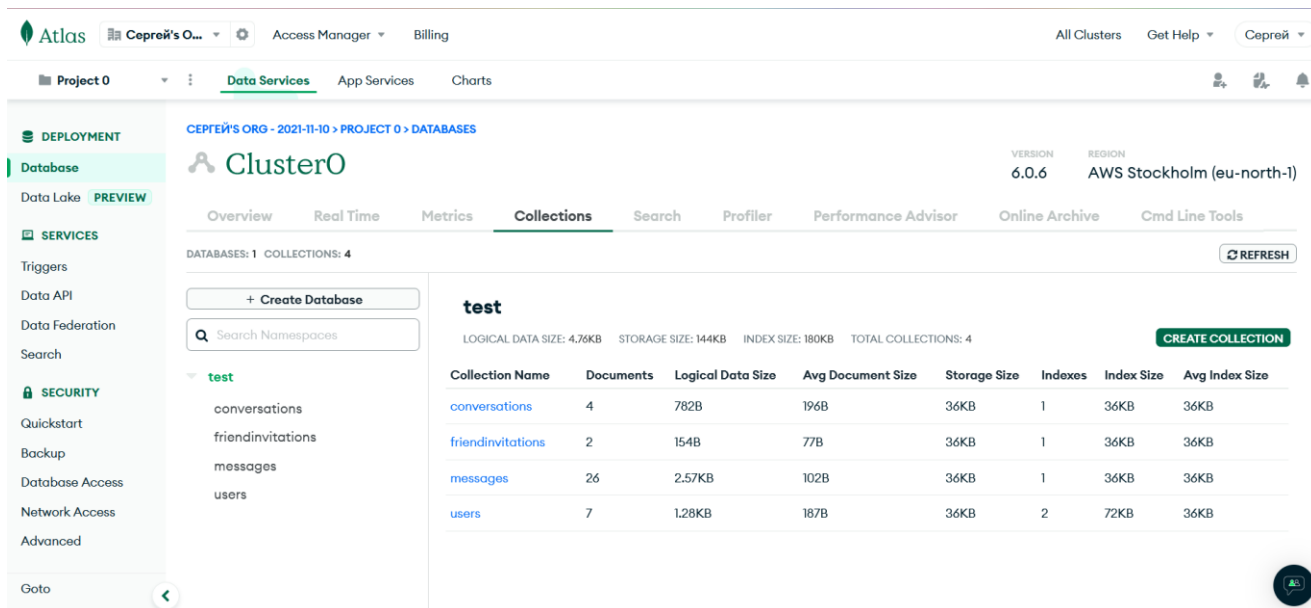 Atlas Сергей's O... Access Manager Billing All Clusters Get Help Сергей
Project 0 Data Services App Services Charts
DEPLOYMENT
Database
Data Lake PREVIEW
SERVICES
Triggers
Data API
Data Federation
Search
SECURITY
Quickstart
Backup
Database Access
Network Access
Advanced
Goto
СЕРГЕЙ'S ORG - 2021-11-10 > PROJECT 0 > DATABASES
Cluster0
VERSION
6.0.6
REGION
AWS Stockholm (eu-north-1)
Overview Real Time Metrics Collections Search Profiler Performance Advisor Online Archive Cmd Line Tools
DATABASES: 1 COLLECTIONS: 4
REFRESH
+ Create Database
Search Namespaces
test
conversations
friendinvitations
messages
users
test
LOGICAL DATA SIZE: 4.76KB STORAGE SIZE: 144KB INDEX SIZE: 180KB TOTAL COLLECTIONS: 4
CREATE COLLECTION
Collection Name Documents Logical Data Size Avg Document Size Storage Size Indexes Index Size Avg Index Size
conversations 4 782B 196B 36KB 1 36KB 36KB
friendinvitations 2 154B 77B 36KB 1 36KB 36KB
messages 26 2.57KB 102B 36KB 1 36KB 36KB
users 7 1.28KB 187B 36KB 2 72KB 36KB